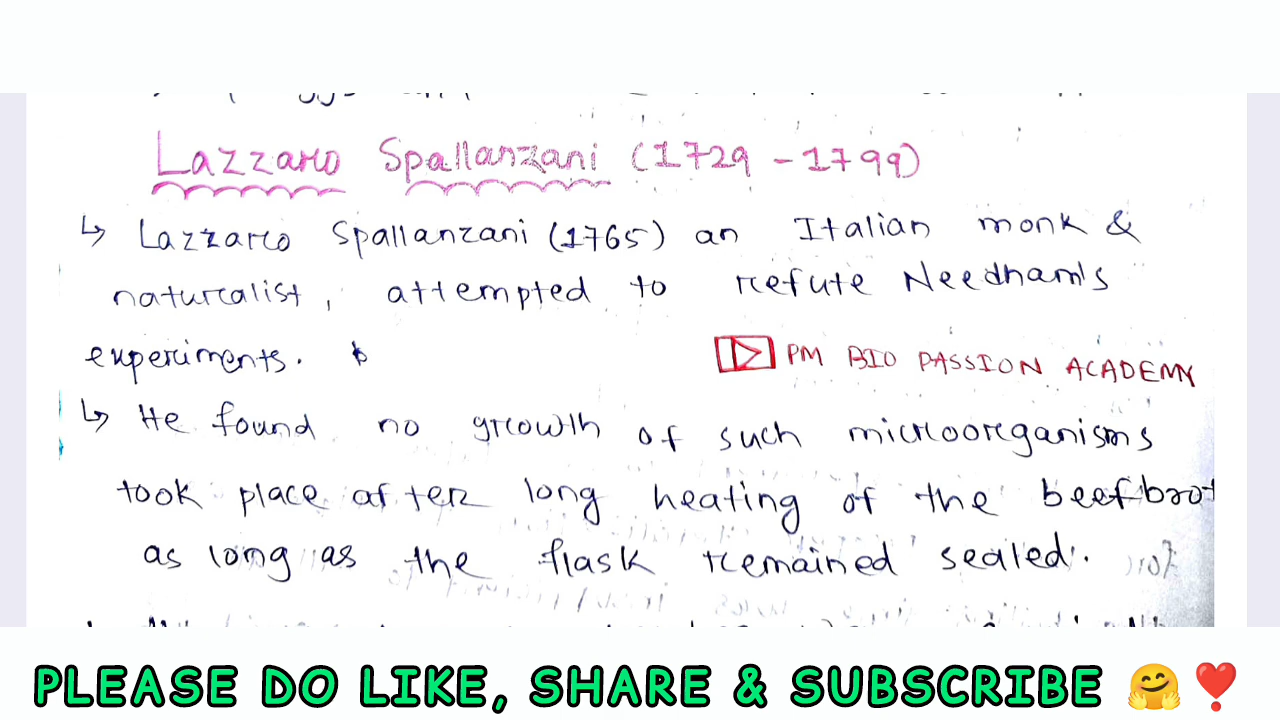 Lazzaro Spallanzani (1729 - 1799)
↳ Lazzaro Spallanzani (1765) an Italian monk &
naturalist, attempted to refute Needham's
experiments.
PM BIO PASSION ACADEMY
↳ He found no growth of such microorganisms
took place after long heating of the beefbrot
as long as the flask remained sealed.
PLEASE DO LIKE, SHARE & SUBSCRIBE 🤗❣️